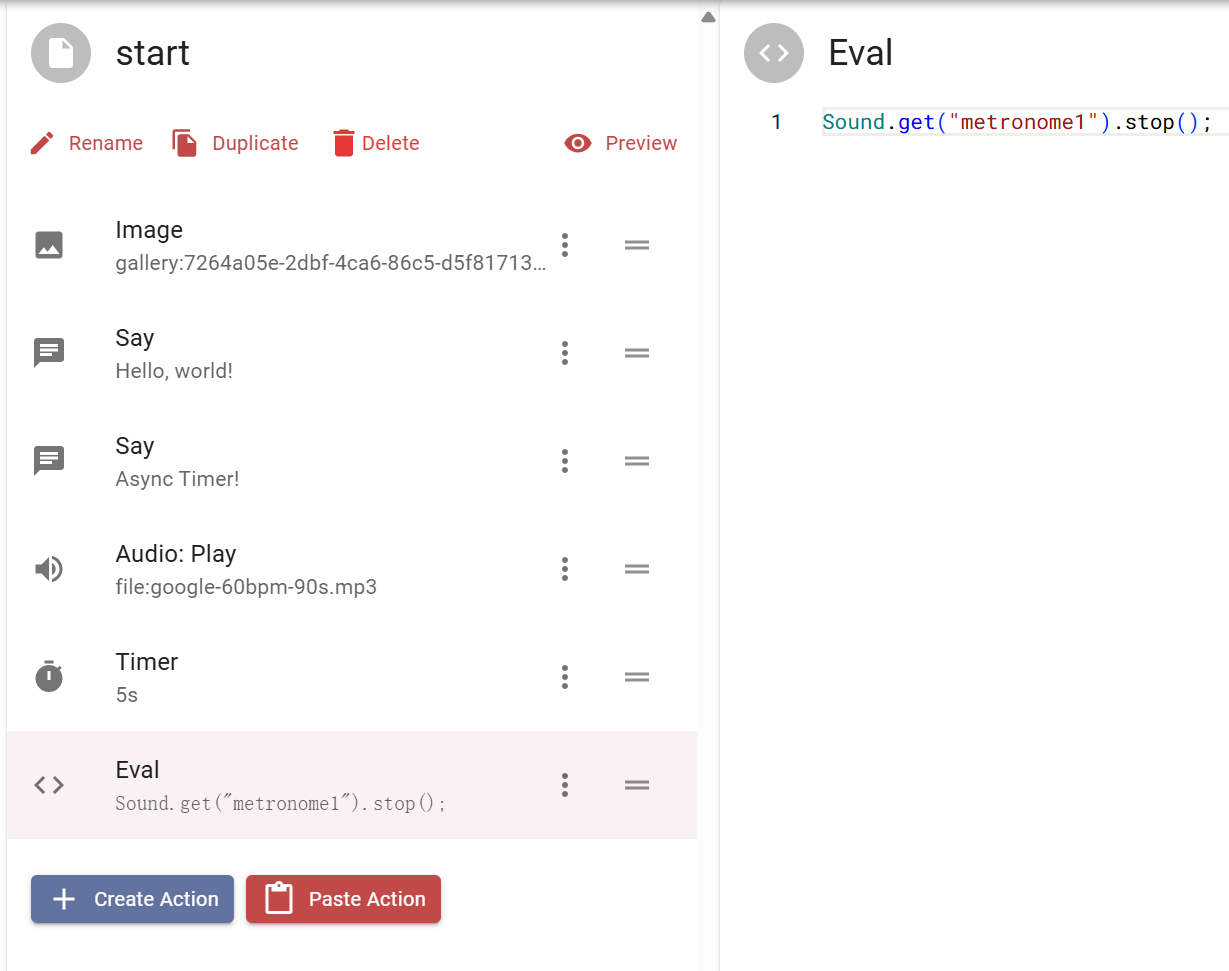 start
Rename
Duplicate
Delete
Preview
Image
gallery:7264a05e-2dbf-4ca6-86c5-d5f81713...
Say
Hello, world!
Say
Async Timer!
Audio: Play
file:google-60bpm-90s.mp3
Timer
5s
Eval
Sound.get("metronome1").stop();
Create Action
Paste Action
Eval
1 Sound.get("metronome1").stop();